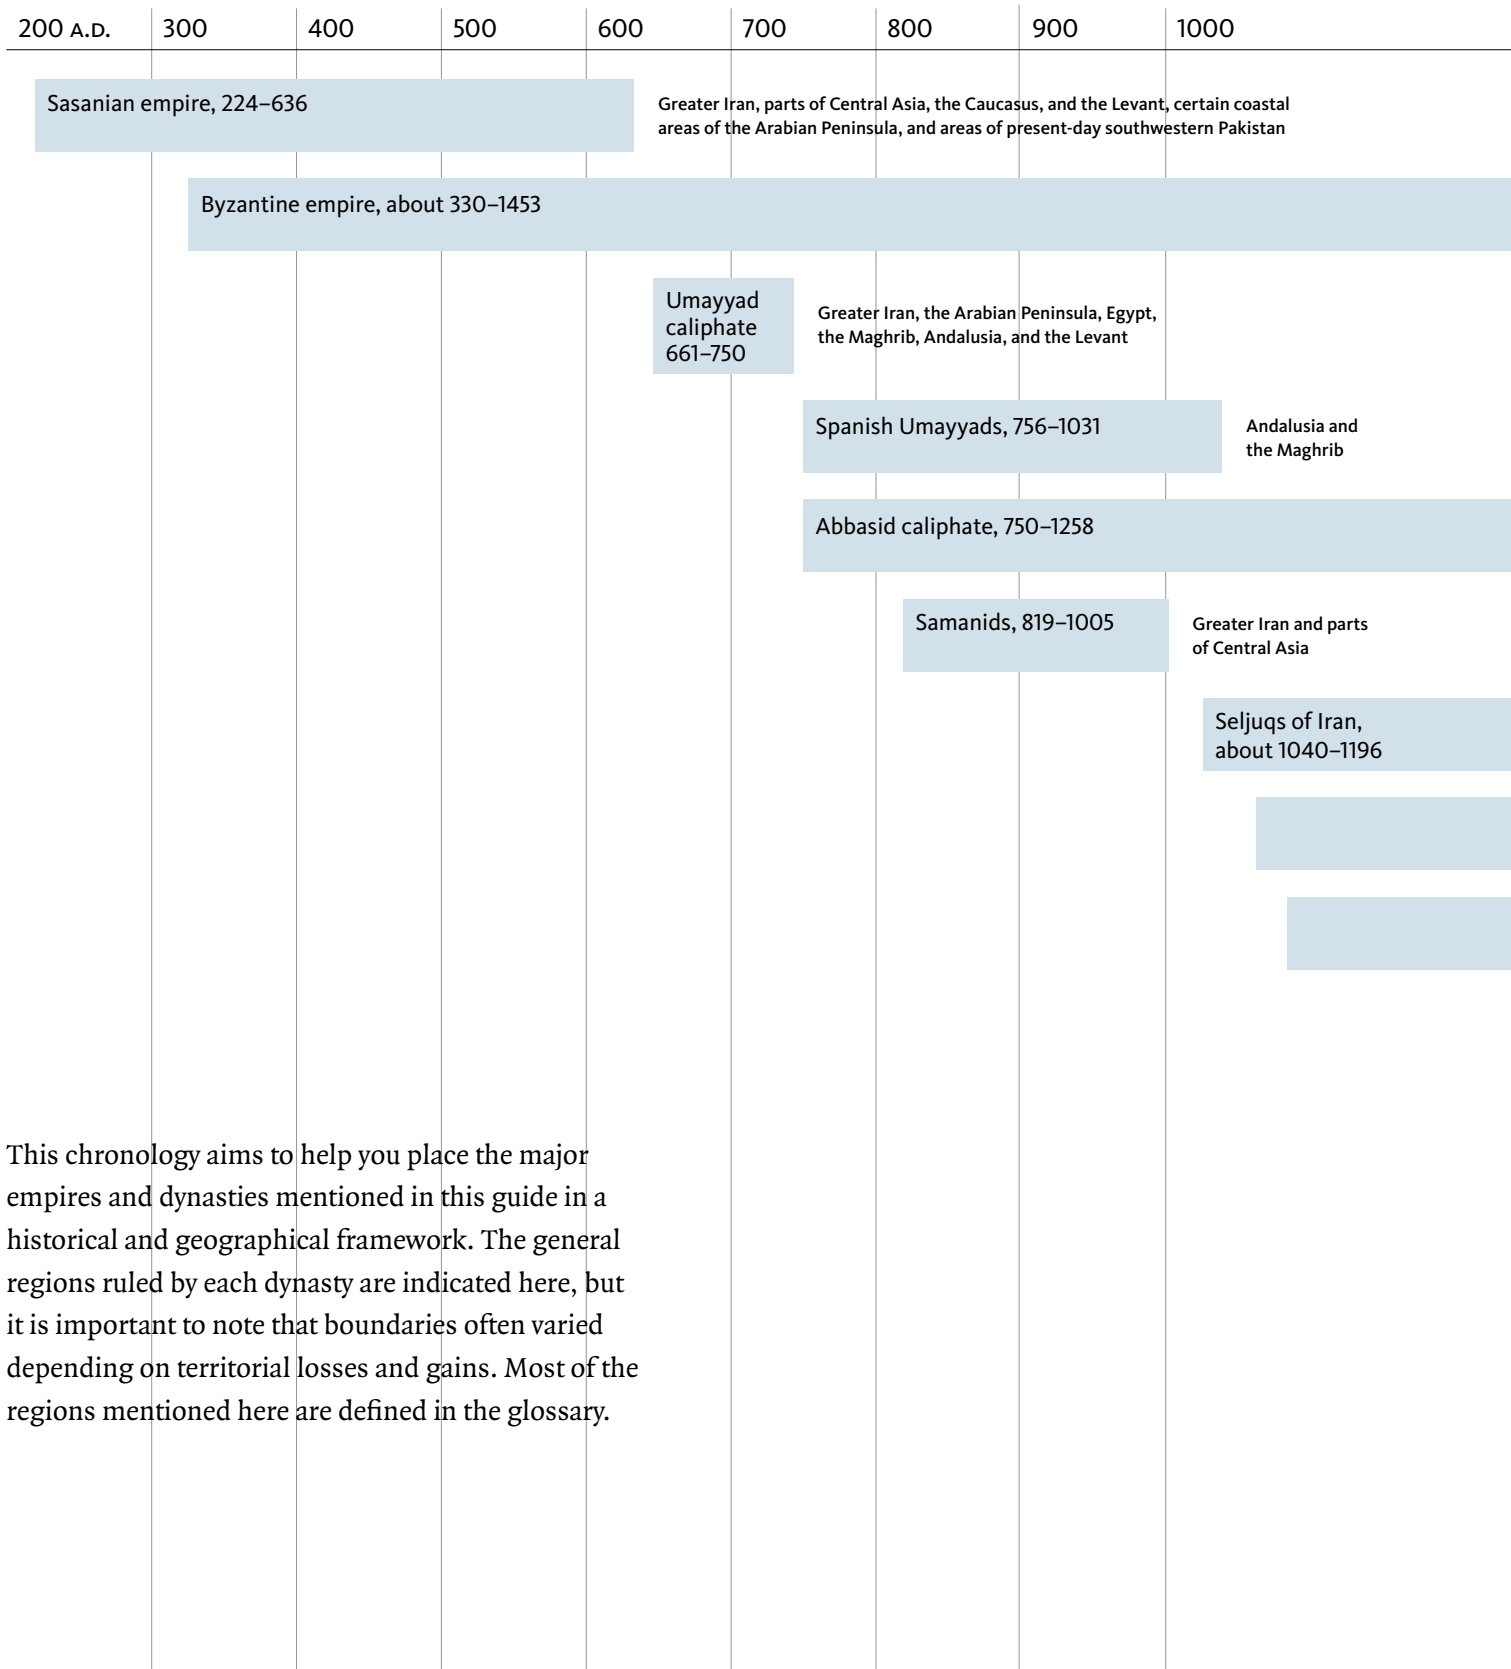 200 A.D. 300 400 500 600 700 800 900 1000
Sasanian empire, 224–636
Greater Iran, parts of Central Asia, the Caucasus, and the Levant, certain coastal
areas of the Arabian Peninsula, and areas of present-day southwestern Pakistan
Byzantine empire, about 330–1453
Umayyad
caliphate
661–750
Greater Iran, the Arabian Peninsula, Egypt,
the Maghrib, Andalusia, and the Levant
Spanish Umayyads, 756–1031
Andalusia and
the Maghrib
Abbasid caliphate, 750–1258
Samanids, 819–1005
Greater Iran and parts
of Central Asia
Seljuqs of Iran,
about 1040–1196
This chronology aims to help you place the major
empires and dynasties mentioned in this guide in a
historical and geographical framework. The general
regions ruled by each dynasty are indicated here, but
it is important to note that boundaries often varied
depending on territorial losses and gains. Most of the
regions mentioned here are defined in the glossary.